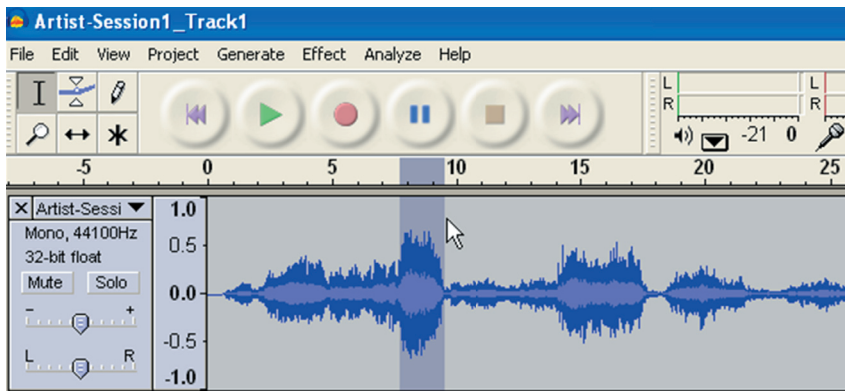 Artist-Session1_Track1
File Edit View Project Generate Effect Analyze Help
L
R
-21 0
L
R
-5 0 5 10 15 20 25
X Artist-Sessi
Mono, 44100Hz
32-bit float
Mute Solo
- +
L R
1.0
0.5
0.0
-0.5
-1.0